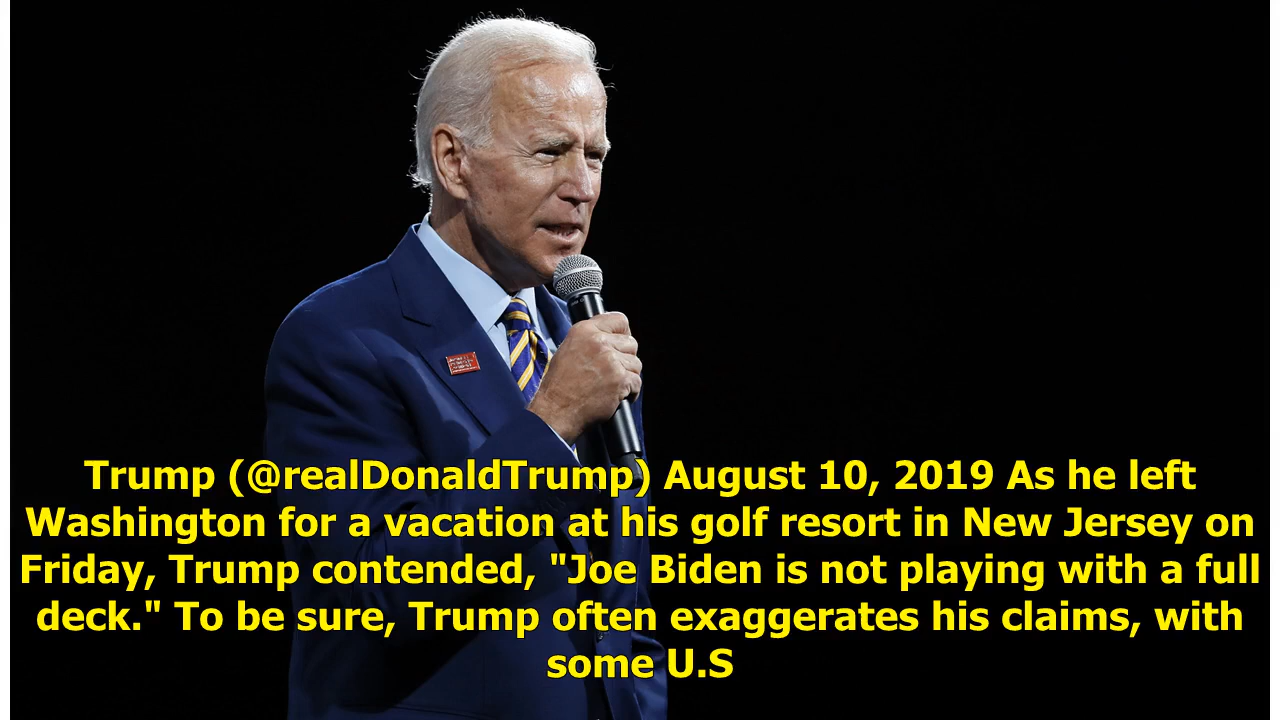 Trump (@realDonaldTrump) August 10, 2019 As he left
Washington for a vacation at his golf resort in New Jersey on
Friday, Trump contended, "Joe Biden is not playing with a full
deck." To be sure, Trump often exaggerates his claims, with
some U.S